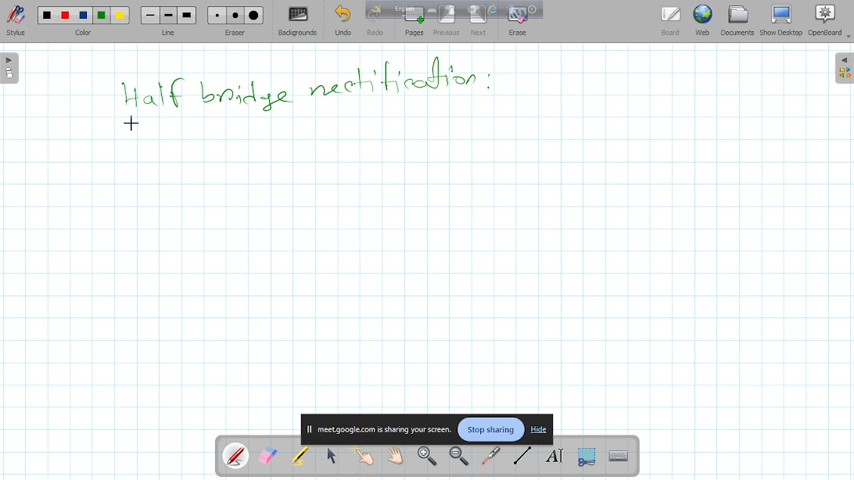 Stylus Color Line Eraser Backgrounds Undo Redo Pages Previous Next Erase Board Web Documents Show Desktop OpenBoard
English
Half bridge rectification:
meet.google.com is sharing your screen. Stop sharing Hide